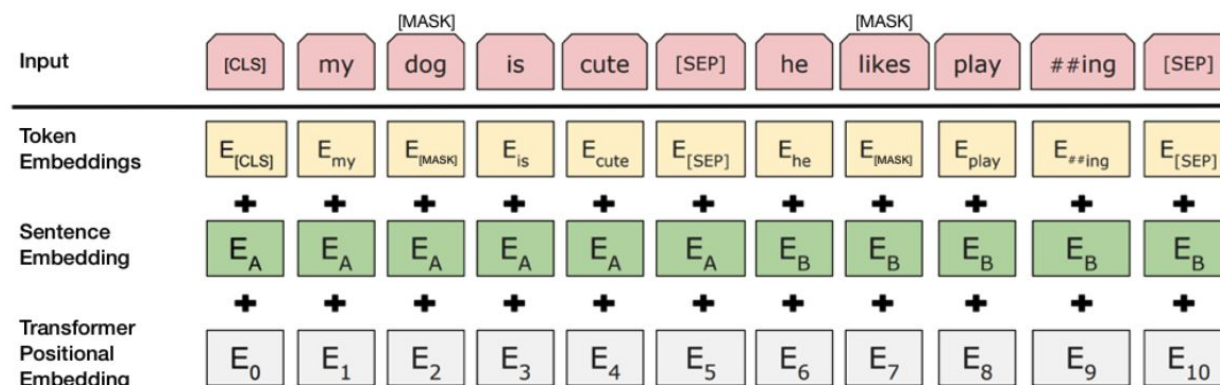 [MASK] [MASK]
Input [CLS] my dog is cute [SEP] he likes play ##ing [SEP]
Token
Embeddings
E[CLS] Emy E[MASK] Eis Ecute E[SEP] Ehe E[MASK] Eplay E##ing E[SEP]
+ + + + + + + + + + +
Sentence
Embedding
EA EA EA EA EA EA EB EB EB EB EB
+ + + + + + + + + + +
Transformer
Positional
Embedding
E0 E1 E2 E3 E4 E5 E6 E7 E8 E9 E10